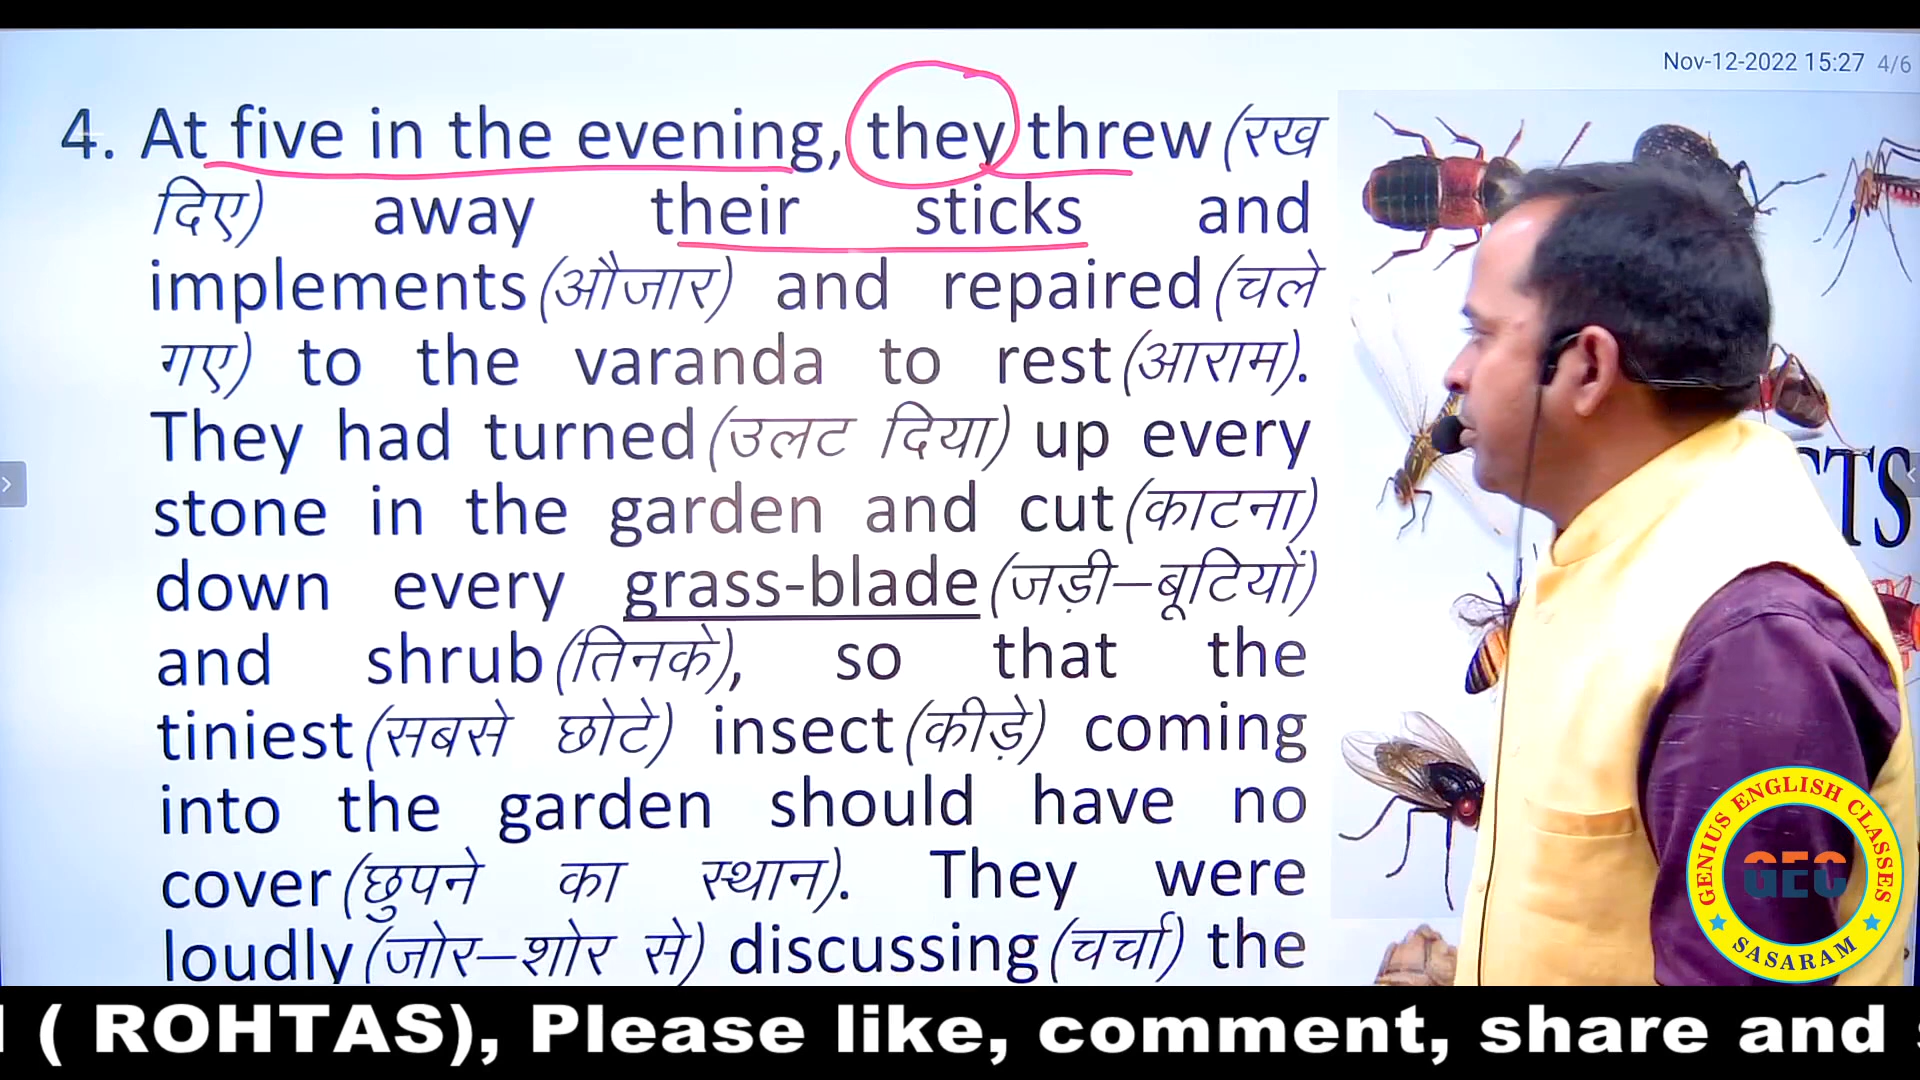 Nov-12-2022 15:27 4/6
4. At five in the evening, they threw (रख
दिए) away their sticks and
implements (औजार) and repaired (चले
गए) to the varanda to rest (आराम).
They had turned (उलट दिया) up every
stone in the garden and cut (काटना)
down every grass-blade (जड़ी–बूटियों)
and shrub (तिनके), so that the
tiniest (सबसे छोटे) insect (कीड़े) coming
into the garden should have no
cover (छुपने का स्थान). They were
loudly (जोर–शोर से) discussing (चर्चा) the
CTS
GENIUS ENGLISH CLASSES
GEC
SASARAM
( ROHTAS), Please like, comment, share and